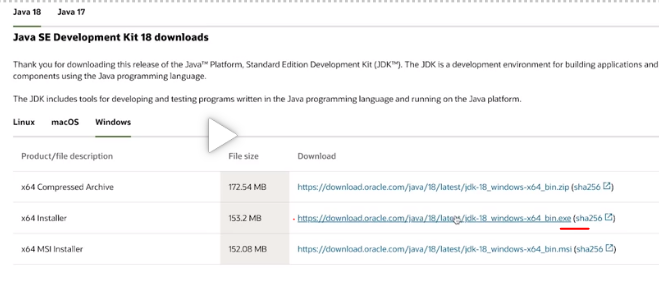 Java 18 Java 17
Java SE Development Kit 18 downloads
Thank you for downloading this release of the Java™ Platform, Standard Edition Development Kit (JDK™). The JDK is a development environment for building applications and
components using the Java programming language.
The JDK includes tools for developing and testing programs written in the Java programming language and running on the Java platform.
Linux macOS Windows
Product/file description File size Download
x64 Compressed Archive 172.54 MB https://download.oracle.com/java/18/latest/jdk-18_windows-x64_bin.zip (sha256)
x64 Installer 153.2 MB https://download.oracle.com/java/18/latest/jdk-18_windows-x64_bin.exe (sha256)
x64 MSI Installer 152.08 MB https://download.oracle.com/java/18/latest/jdk-18_windows-x64_bin.msi (sha256)